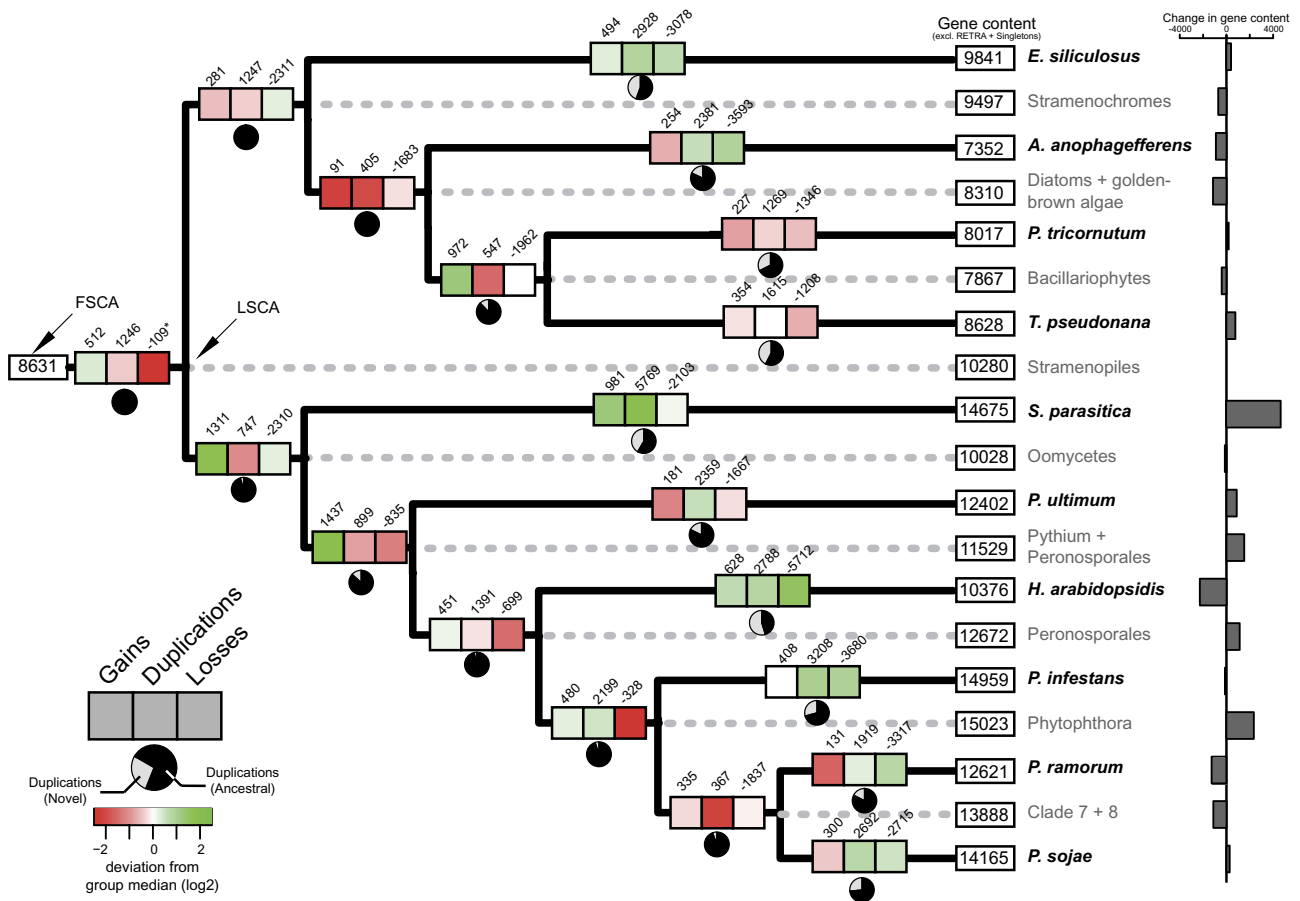 Gene content
(excl. RETRA + Singletons)
Change in gene content
-4000 0 4000
494 2928 -3078
9841 E. siliculosus
281 1247 -2311
9497 Stramenochromes
254 2381 -3593
7352 A. anophagefferens
91 405 -1683
8310 Diatoms + golden-
brown algae
227 1269 -1346
8017 P. tricornutum
972 547 -1962
7867 Bacillariophytes
354 1615 -1208
8628 T. pseudonana
FSCA
LSCA
8631
512 1246 -109*
10280 Stramenopiles
981 5769 -2103
14675 S. parasitica
1311 747 -2310
10028 Oomycetes
181 2359 -1667
12402 P. ultimum
1437 899 -835
11529 Pythium +
Peronosporales
628 2788 -5712
10376 H. arabidopsidis
451 1391 -699
12672 Peronosporales
408 3208 -3680
14959 P. infestans
480 2199 -328
15023 Phytophthora
131 1919 -3317
12621 P. ramorum
335 367 -1837
13888 Clade 7 + 8
300 2692 -2715
14165 P. sojae
Gains Duplications Losses
Duplications
(Novel)
Duplications
(Ancestral)
−2 0 2
deviation from
group median (log2)